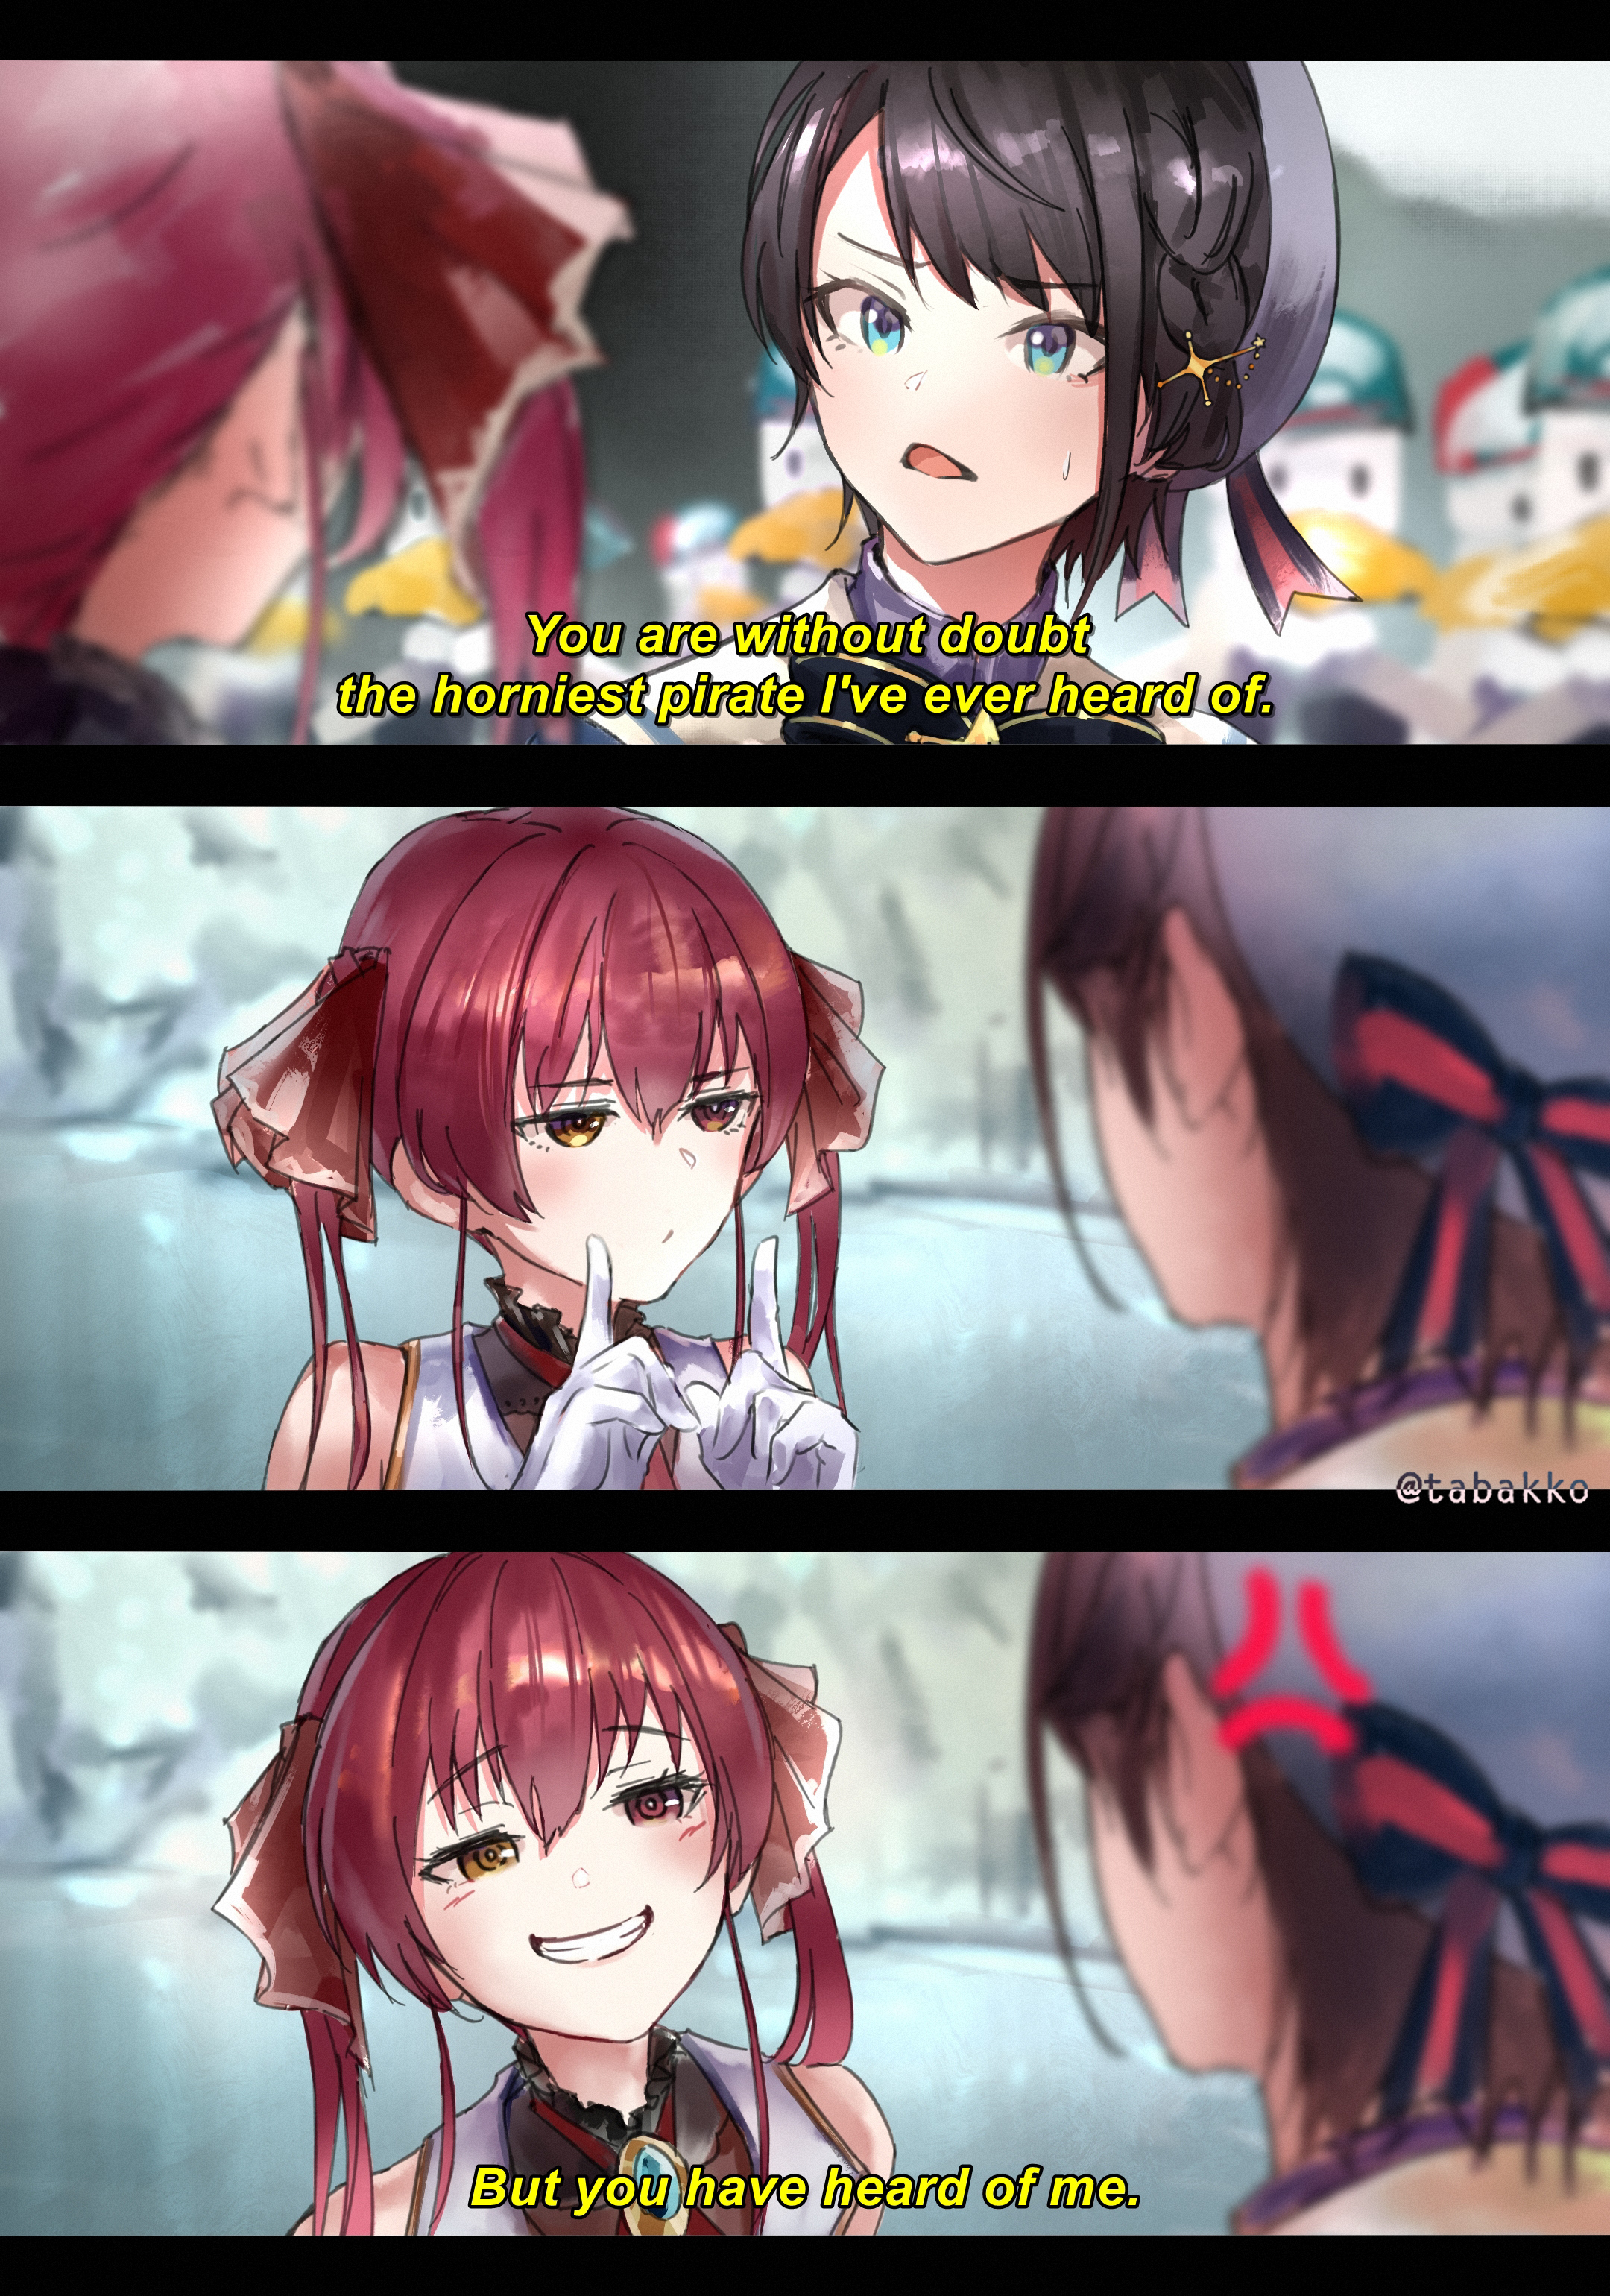 You are without doubt
the horniest pirate I've ever heard of.
@tabakko
But you have heard of me.